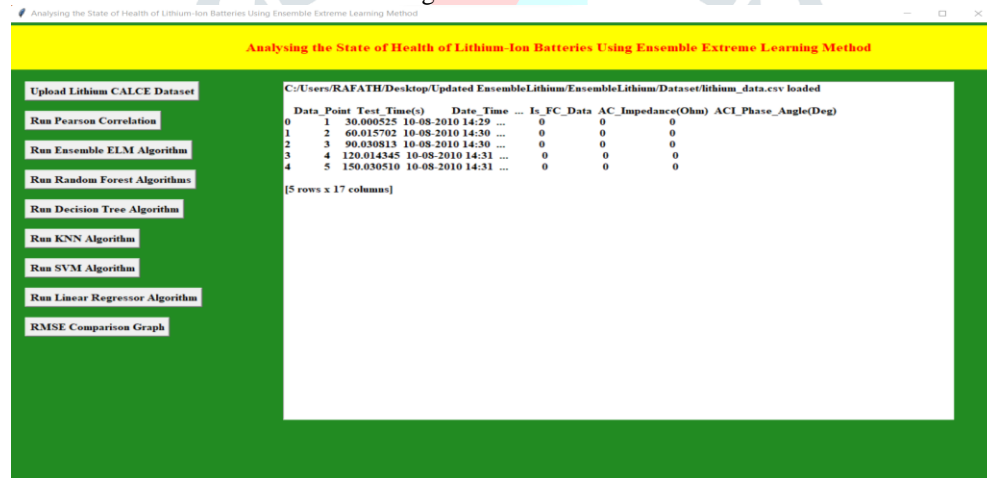 Analysing the State of Health of Lithium-Ion Batteries Using Ensemble Extreme Learning Method
Analysing the State of Health of Lithium-Ion Batteries Using Ensemble Extreme Learning Method
Upload Lithium CALCE Dataset
Run Pearson Correlation
Run Ensemble ELM Algorithm
Run Random Forest Algorithms
Run Decision Tree Algorithm
Run KNN Algorithm
Run SVM Algorithm
Run Linear Regressor Algorithm
RMSE Comparison Graph
C:/Users/RAFATH/Desktop/Updated EnsembleLithium/EnsembleLithium/Dataset/lithium_data.csv loaded
Data_Point Test_Time(s) Date_Time ... Is_FC_Data AC_Impedance(Ohm) ACI_Phase_Angle(Deg)
0 1 30.000525 10-08-2010 14:29 ... 0 0 0
1 2 60.015702 10-08-2010 14:30 ... 0 0 0
2 3 90.030813 10-08-2010 14:30 ... 0 0 0
3 4 120.014345 10-08-2010 14:31 ... 0 0 0
4 5 150.030510 10-08-2010 14:31 ... 0 0 0
[5 rows x 17 columns]